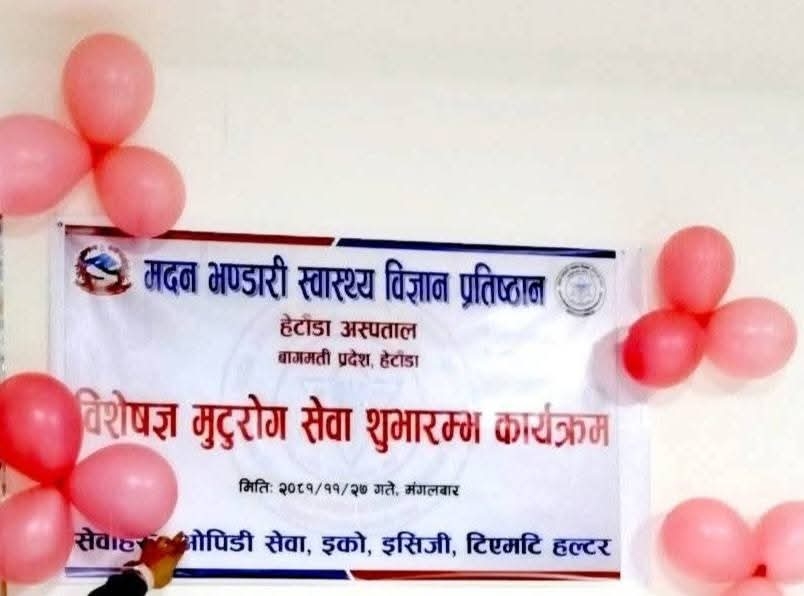 मदन भण्डारी स्वास्थ्य विज्ञान प्रतिष्ठान
हेटौंडा अस्पताल
बागमती प्रदेश, हेटौंडा
विशेषज्ञ मुटुरोग सेवा शुभारम्भ कार्यक्रम
मितिः २०८१/११/२७ गते, मंगलबार
ओपिडी सेवा, इको, इसिजी, टिएमटि हल्टर